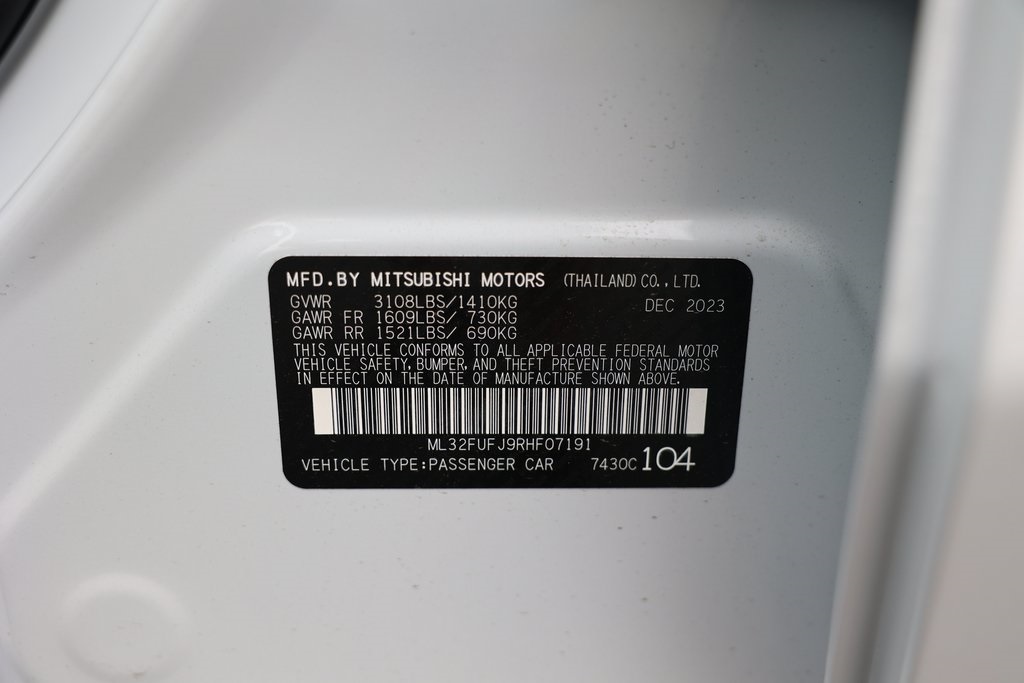 MFD.BY MITSUBISHI MOTORS (THAILAND) CO., LTD.
GVWR 3108LBS/1410KG DEC 2023
GAWR FR 1609LBS/ 730KG
GAWR RR 1521LBS/ 690KG
THIS VEHICLE CONFORMS TO ALL APPLICABLE FEDERAL MOTOR
VEHICLE SAFETY, BUMPER, AND THEFT PREVENTION STANDARDS
IN EFFECT ON THE DATE OF MANUFACTURE SHOWN ABOVE.
ML32FUFJ9RHF07191
VEHICLE TYPE:PASSENGER CAR 7430C 104